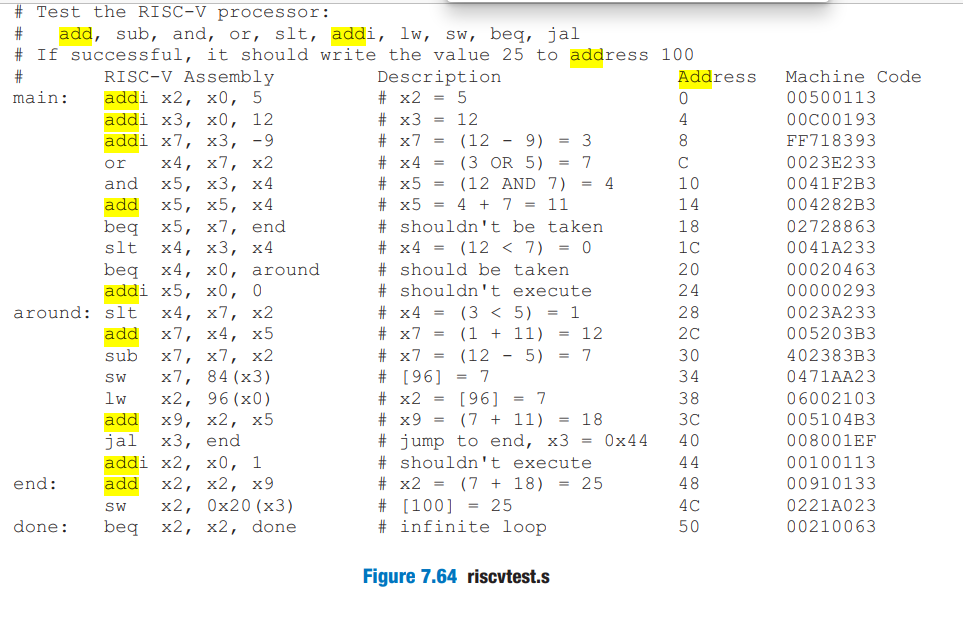 # Test the RISC-V processor:
#   add, sub, and, or, slt, addi, lw, sw, beq, jal
# If successful, it should write the value 25 to address 100
#       RISC-V Assembly         Description               Address   Machine Code
main:   addi x2, x0, 5          # x2 = 5                  0         00500113
        addi x3, x0, 12         # x3 = 12                 4         00C00193
        addi x7, x3, -9         # x7 = (12 - 9) = 3       8         FF718393
        or   x4, x7, x2         # x4 = (3 OR 5) = 7       C         0023E233
        and  x5, x3, x4         # x5 = (12 AND 7) = 4     10        0041F2B3
        add  x5, x5, x4         # x5 = 4 + 7 = 11         14        004282B3
        beq  x5, x7, end        # shouldn't be taken      18        02728863
        slt  x4, x3, x4         # x4 = (12 < 7) = 0       1C        0041A233
        beq  x4, x0, around     # should be taken         20        00020463
        addi x5, x0, 0          # shouldn't execute       24        00000293
around: slt  x4, x7, x2         # x4 = (3 < 5) = 1        28        0023A233
        add  x7, x4, x5         # x7 = (1 + 11) = 12      2C        005203B3
        sub  x7, x7, x2         # x7 = (12 - 5) = 7       30        402383B3
        sw   x7, 84(x3)         # [96] = 7                34        0471AA23
        lw   x2, 96(x0)         # x2 = [96] = 7           38        06002103
        add  x9, x2, x5         # x9 = (7 + 11) = 18      3C        005104B3
        jal  x3, end            # jump to end, x3 = 0x44  40        008001EF
        addi x2, x0, 1          # shouldn't execute       44        00100113
end:    add  x2, x2, x9         # x2 = (7 + 18) = 25      48        00910133
        sw   x2, 0x20(x3)       # [100] = 25              4C        0221A023
done:   beq  x2, x2, done       # infinite loop           50        00210063
Figure 7.64 riscvtest.s